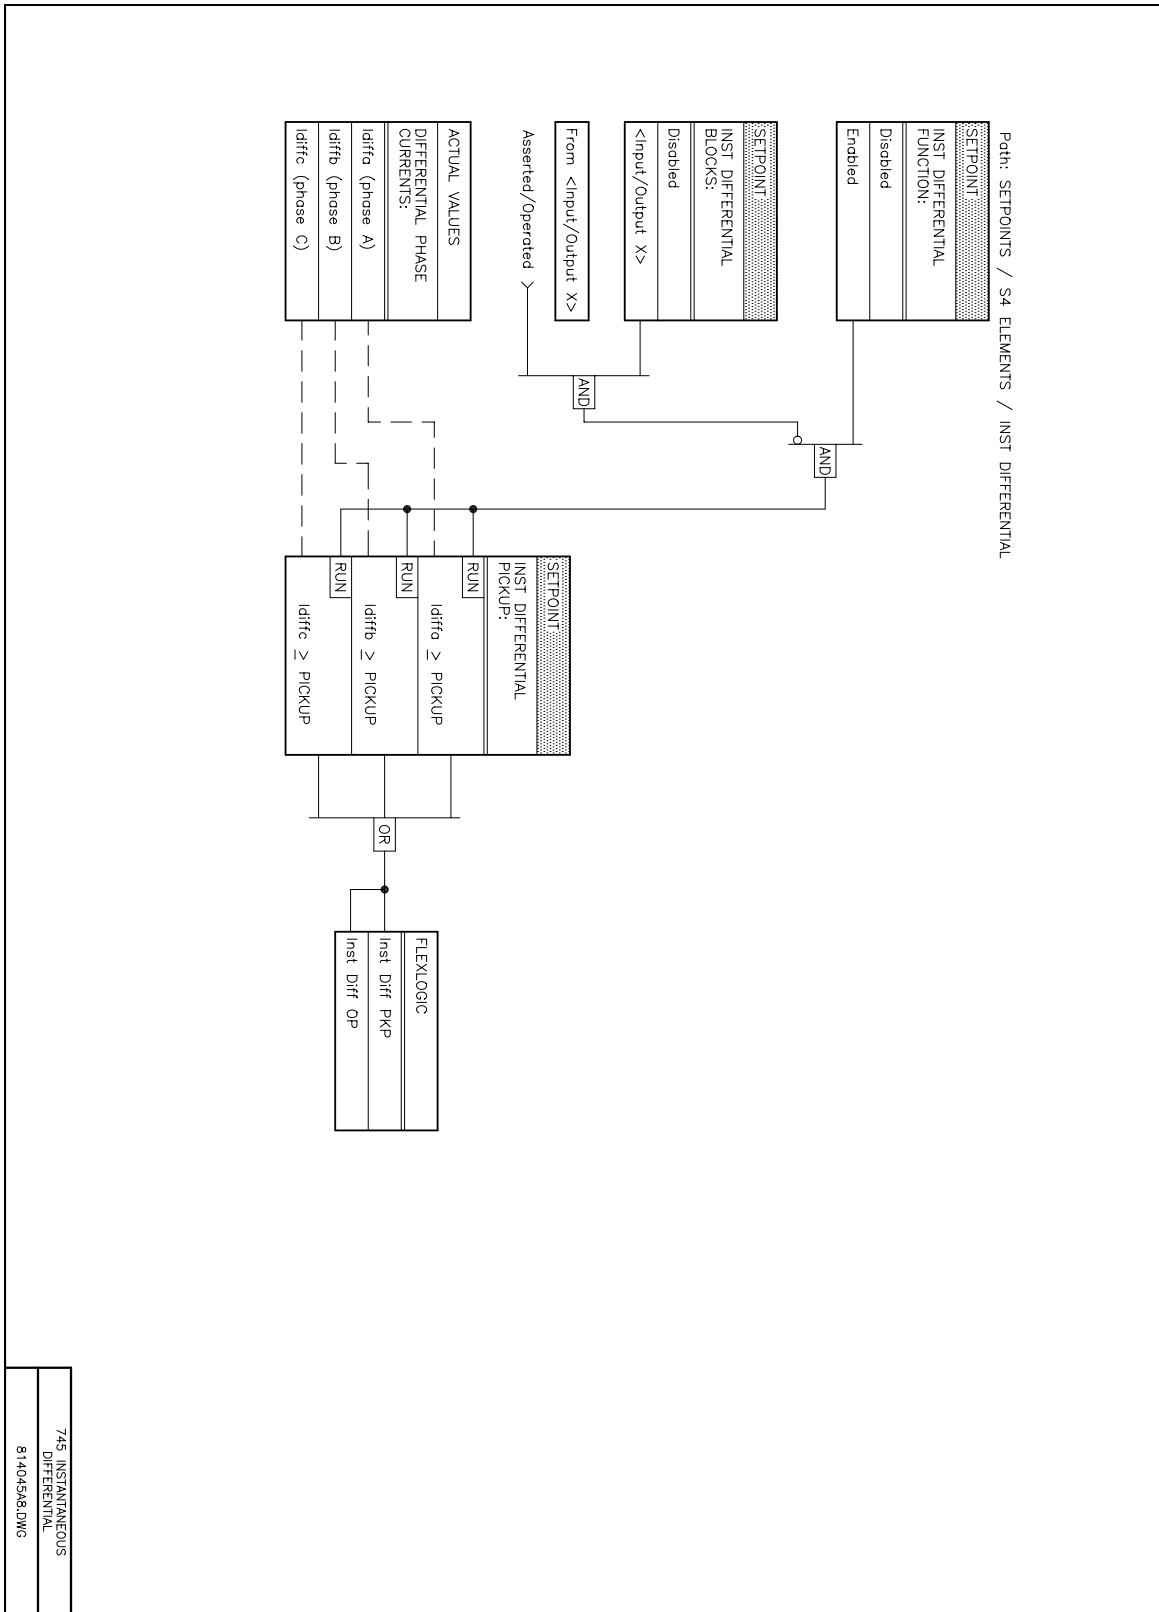 Path: SETPOINTS / S4 ELEMENTS / INST DIFFERENTIAL
SETPOINT
INST DIFFERENTIAL
FUNCTION:
Disabled
Enabled
SETPOINT
INST DIFFERENTIAL
BLOCKS:
Disabled
<Input/Output X>
From <Input/Output X>
Asserted/Operated
ACTUAL VALUES
DIFFERENTIAL PHASE
CURRENTS:
Idiffa (phase A)
Idiffb (phase B)
Idiffc (phase C)
AND
AND
SETPOINT
INST DIFFERENTIAL
PICKUP:
RUN
Idiffa ≥ PICKUP
RUN
Idiffb ≥ PICKUP
RUN
Idiffc ≥ PICKUP
OR
FLEXLOGIC
Inst Diff PKP
Inst Diff OP
745 INSTANTANEOUS
DIFFERENTIAL
814045A8.DWG